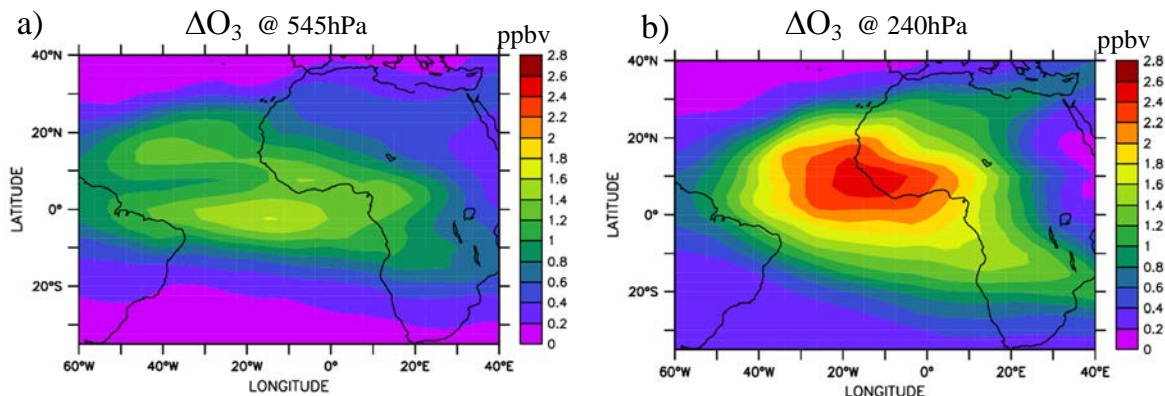 a) ΔO3 @ 545hPa ppbv
40°N
20°N
0°
20°S
LATITUDE
60°W 40°W 20°W 0° 20°E 40°E
LONGITUDE
2.8
2.6
2.4
2.2
2
1.8
1.6
1.4
1.2
1
0.8
0.6
0.4
0.2
0
b) ΔO3 @ 240hPa ppbv
40°N
20°N
0°
20°S
LATITUDE
60°W 40°W 20°W 0° 20°E 40°E
LONGITUDE
2.8
2.6
2.4
2.2
2
1.8
1.6
1.4
1.2
1
0.8
0.6
0.4
0.2
0